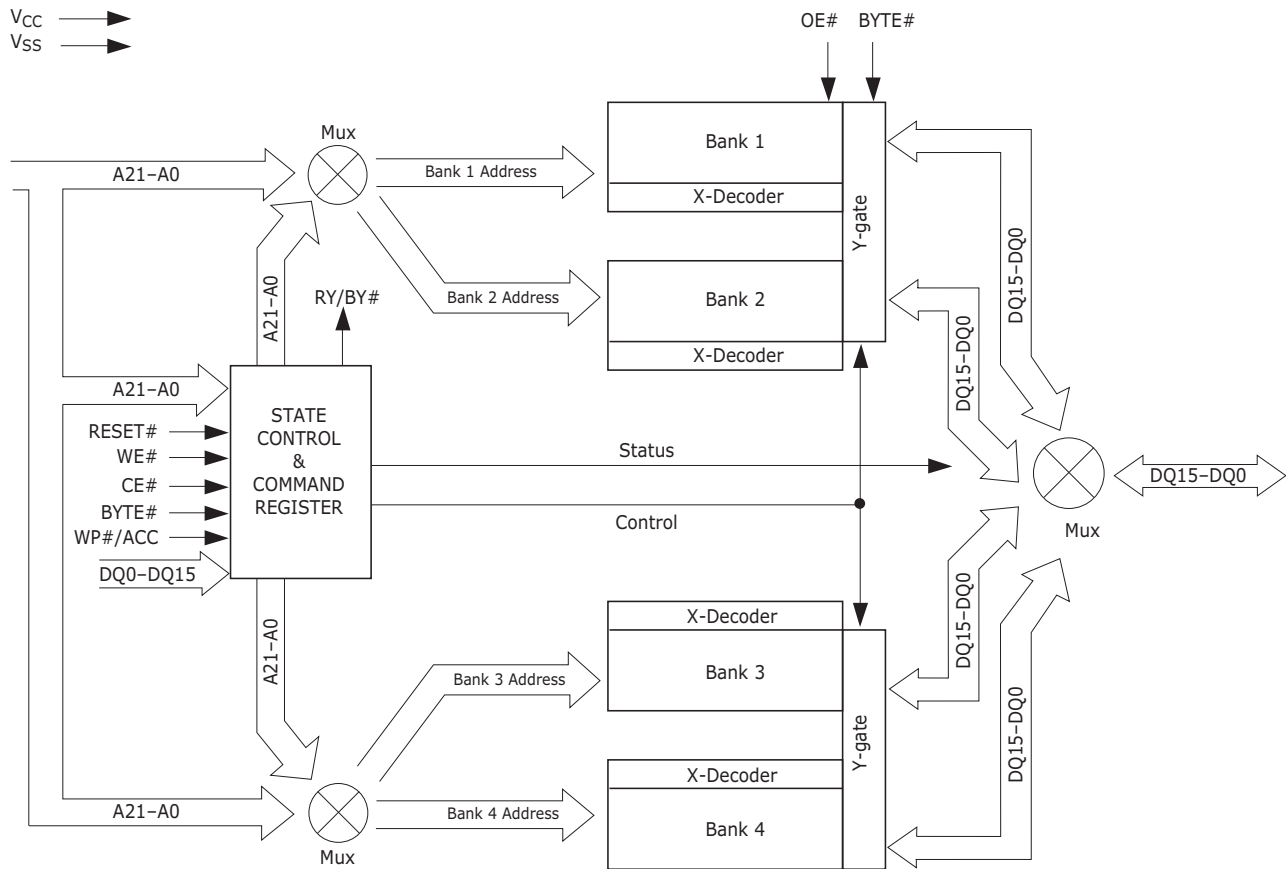 VCC
VSS
OE# BYTE#
Mux
A21–A0
Bank 1 Address
Bank 1
X-Decoder
Y-gate
DQ15–DQ0
A21–A0
RY/BY#
Bank 2 Address
Bank 2
X-Decoder
DQ15–DQ0
A21–A0
RESET#
WE#
CE#
BYTE#
WP#/ACC
DQ0–DQ15
STATE
CONTROL
&
COMMAND
REGISTER
Status
Control
DQ15–DQ0
Mux
A21–A0
X-Decoder
Bank 3 Address
Bank 3
Y-gate
DQ15–DQ0
DQ15–DQ0
X-Decoder
A21–A0
Mux
Bank 4 Address
Bank 4